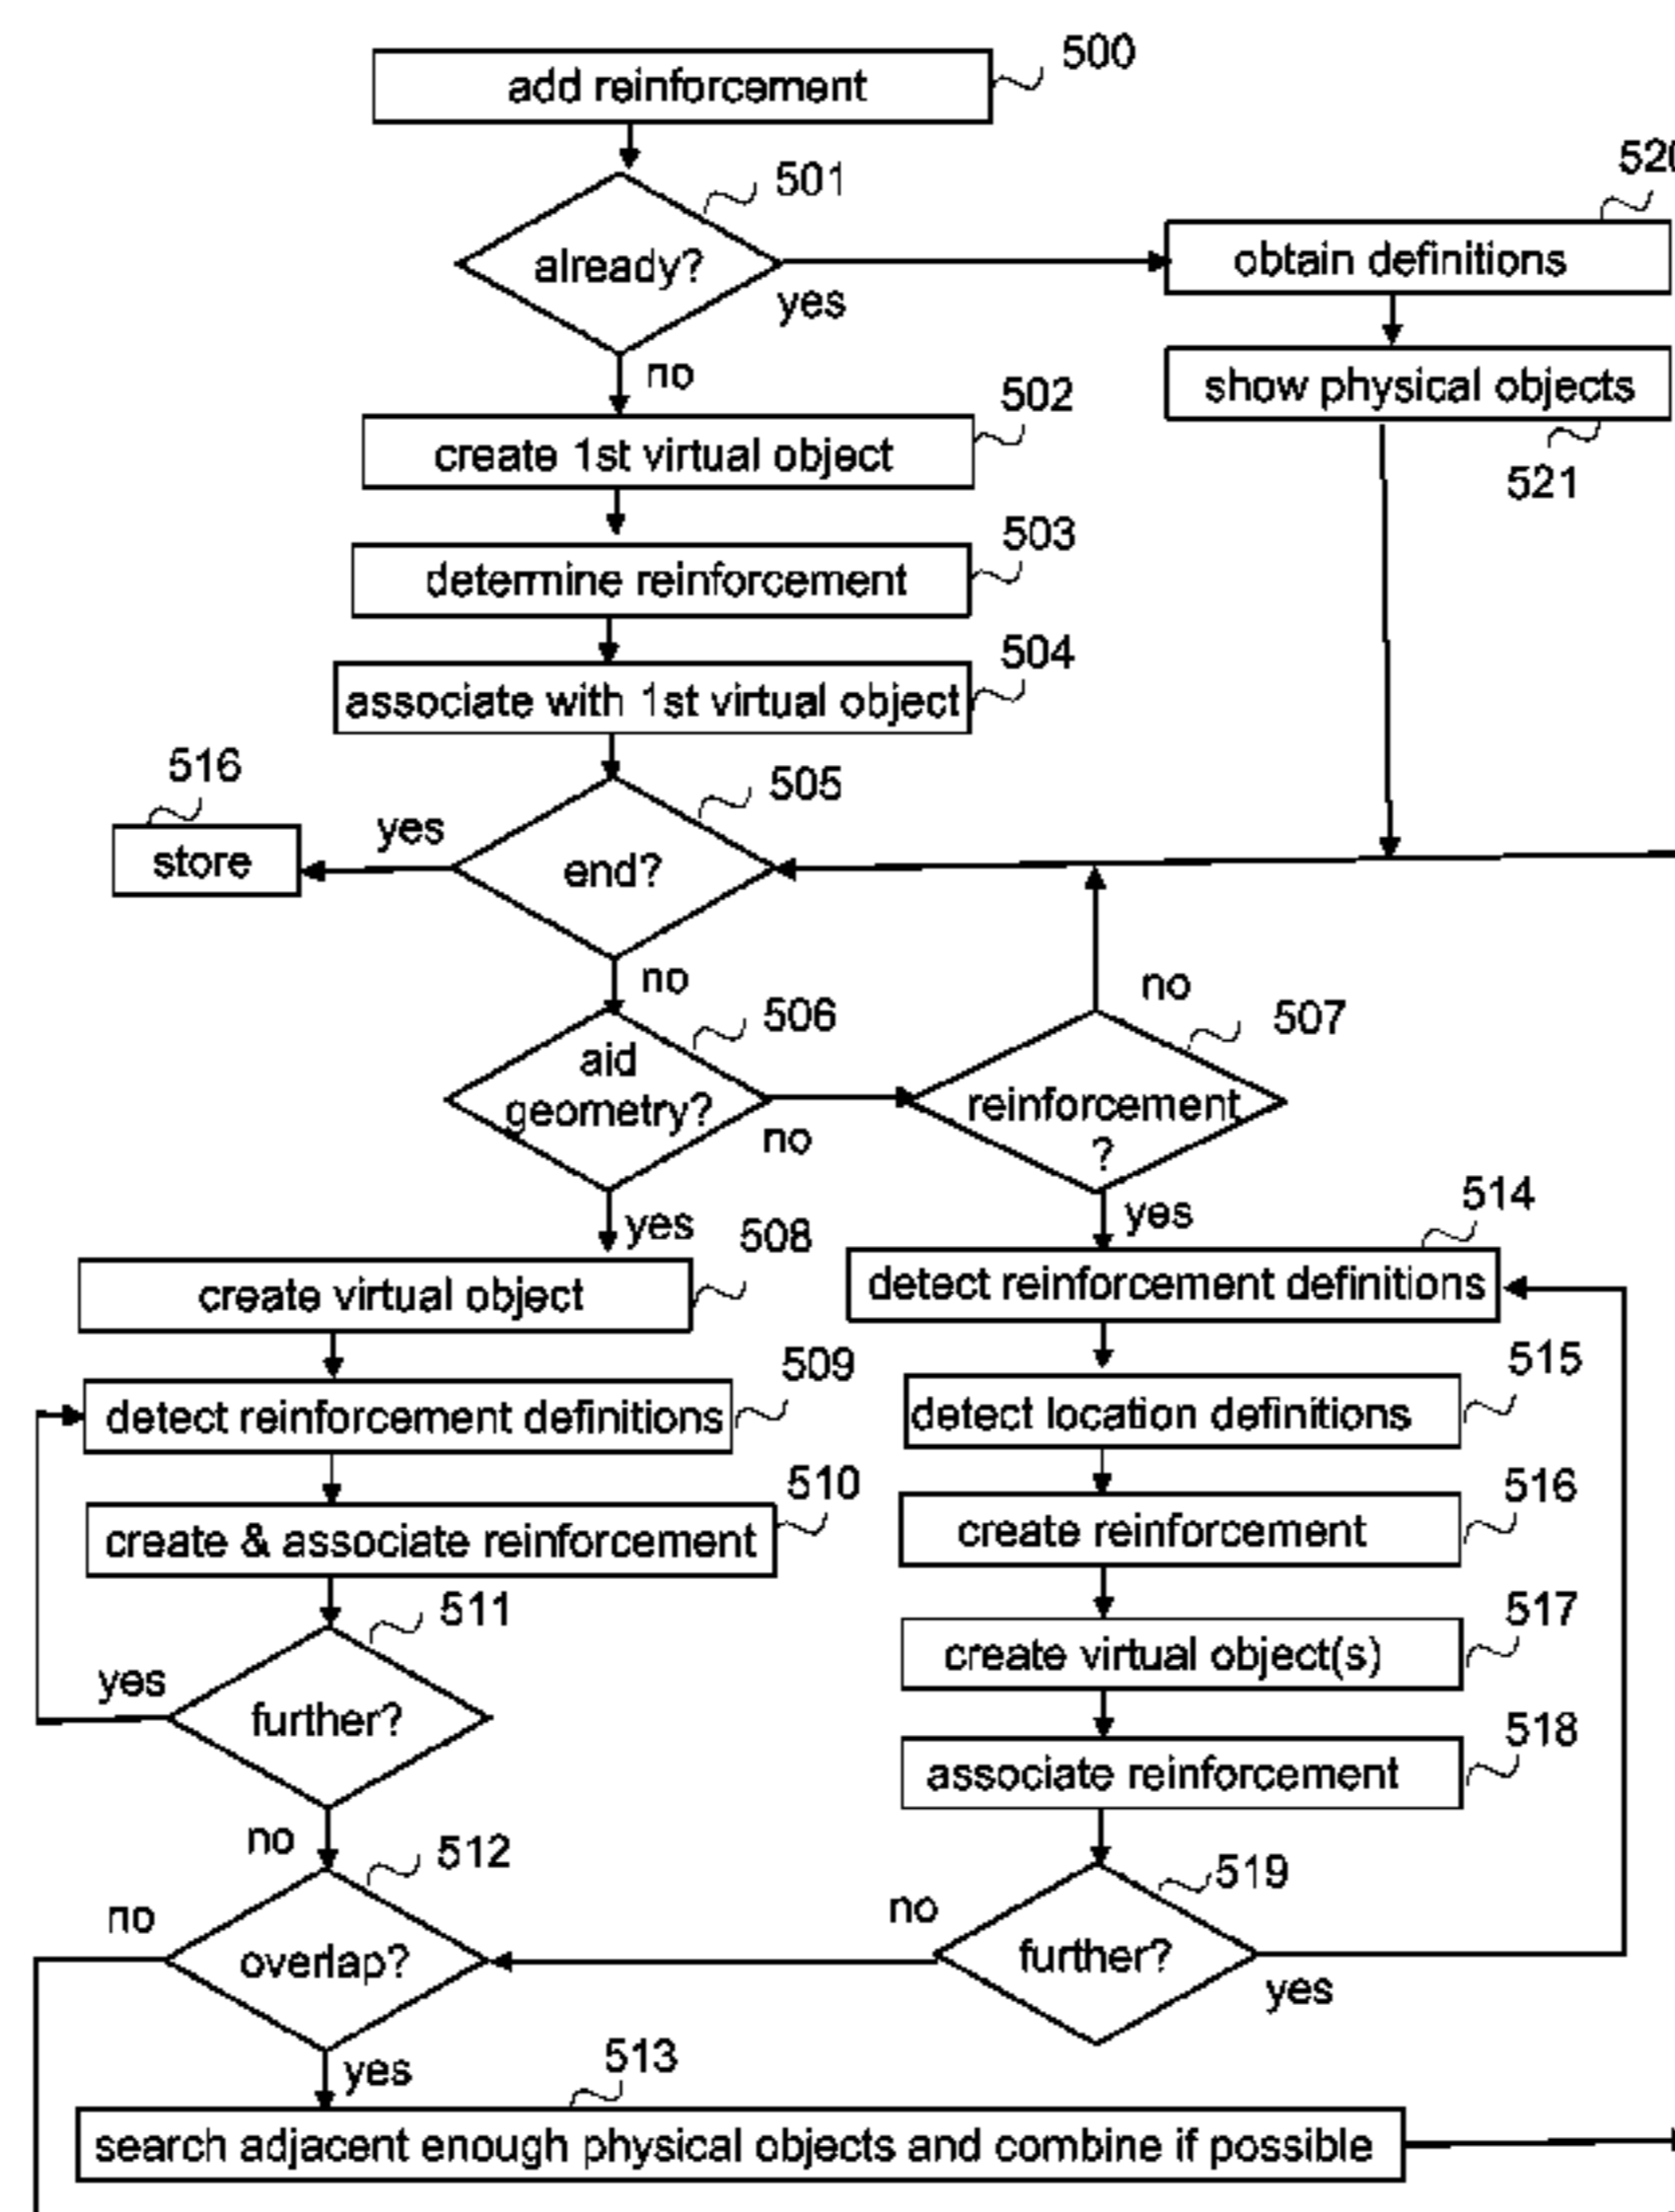 500
add reinforcement
501
already?
yes
no
520
obtain definitions
show physical objects
521
502
create 1st virtual object
503
determine reinforcement
504
associate with 1st virtual object
516
store
yes
505
end?
no
506
aid
geometry?
no
yes
no
507
reinforcement
?
yes
508
create virtual object
509
detect reinforcement definitions
510
create & associate reinforcement
511
further?
yes
no
514
detect reinforcement definitions
515
detect location definitions
516
create reinforcement
517
create virtual object(s)
518
associate reinforcement
519
further?
no
yes
512
overlap?
no
yes
513
search adjacent enough physical objects and combine if possible